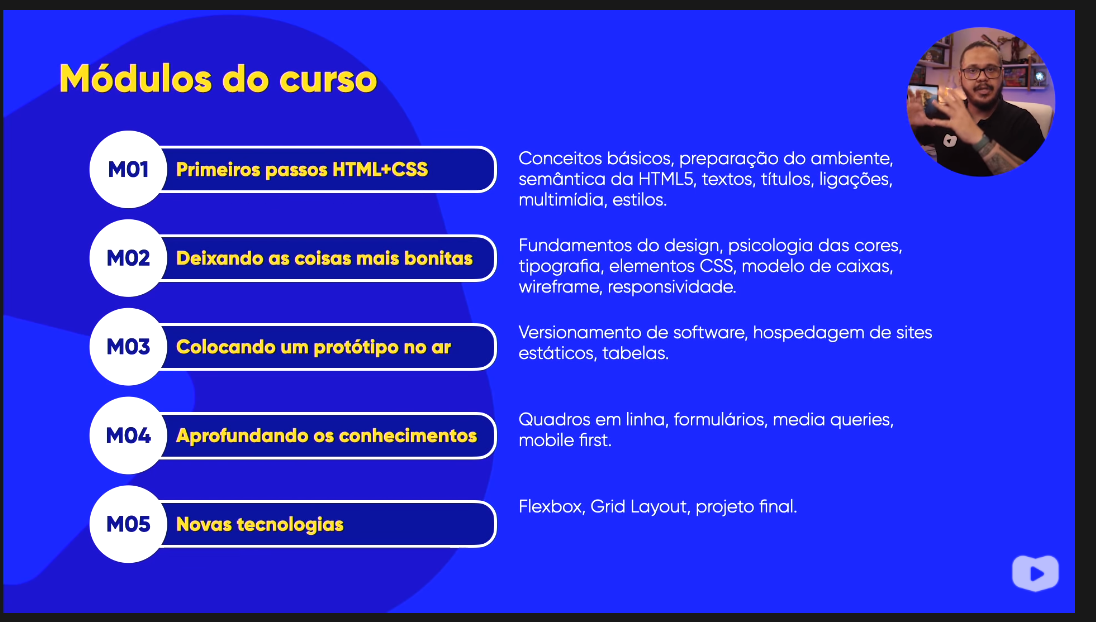 Módulos do curso
M01
Primeiros passos HTML+CSS
Conceitos básicos, preparação do ambiente,
semântica da HTML5, textos, títulos, ligações,
multimídia, estilos.
M02
Deixando as coisas mais bonitas
Fundamentos do design, psicologia das cores,
tipografia, elementos CSS, modelo de caixas,
wireframe, responsividade.
M03
Colocando um protótipo no ar
Versionamento de software, hospedagem de sites
estáticos, tabelas.
M04
Aprofundando os conhecimentos
Quadros em linha, formulários, media queries,
mobile first.
M05
Novas tecnologias
Flexbox, Grid Layout, projeto final.